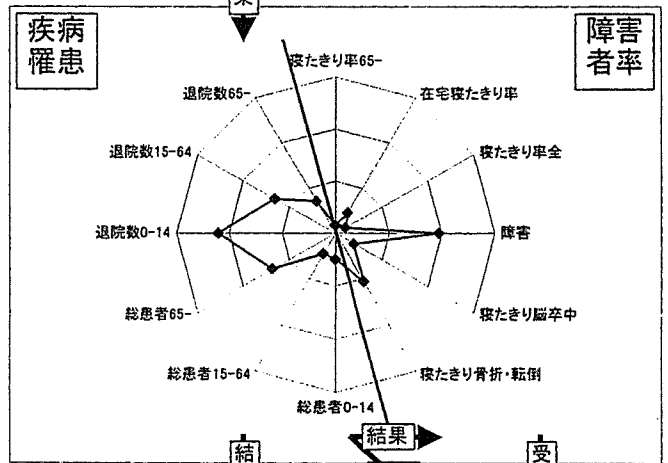 疾病
罹患
障害
者率
寝たきり率65-
在宅寝たきり率
寝たきり率全
障害
寝たきり脳卒中
寝たきり骨折・転倒
総患者0-14
総患者15-64
総患者65-
退院数0-14
退院数15-64
退院数65-
結果
結
受